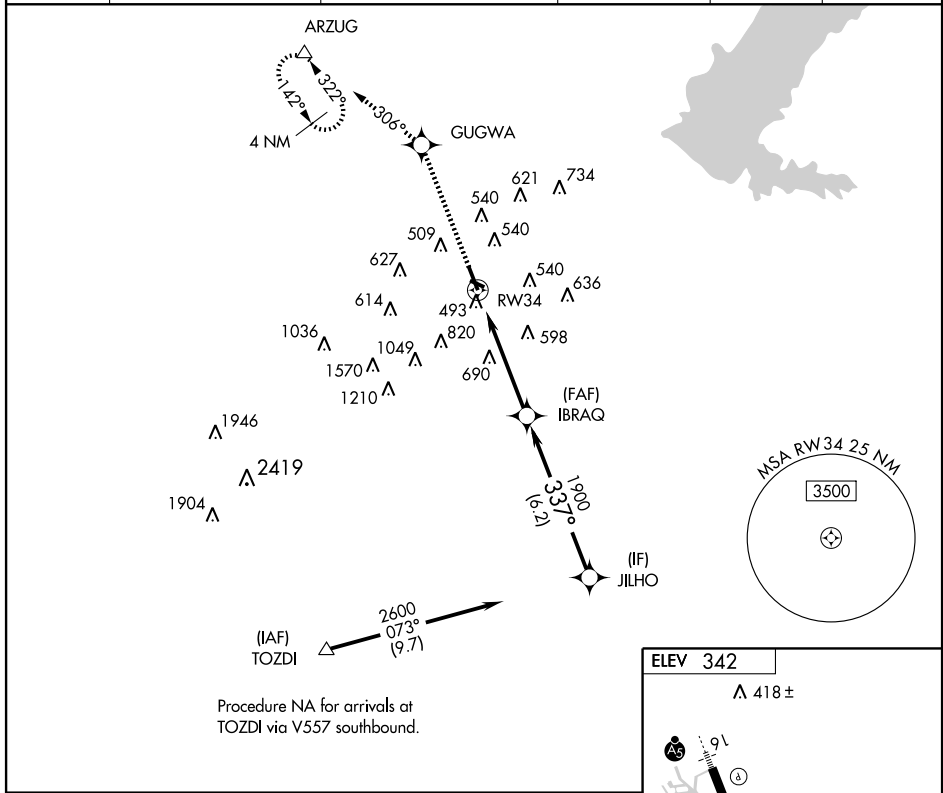 ARZUG
322°
142°
4 NM
306°
GUGWA
621
734
540
540
509
627
540
636
614
493
RW34
1036
820
598
1049
1570
690
1210
(FAF)
IBRAQ
1946
2419
1904
1900
337°
(6.2)
MSA RW34 25 NM
3500
(IF)
JILHO
2600
073°
(9.7)
(IAF)
TOZDI
Procedure NA for arrivals at
TOZDI via V557 southbound.
ELEV 342
418 ±
A5
16
P